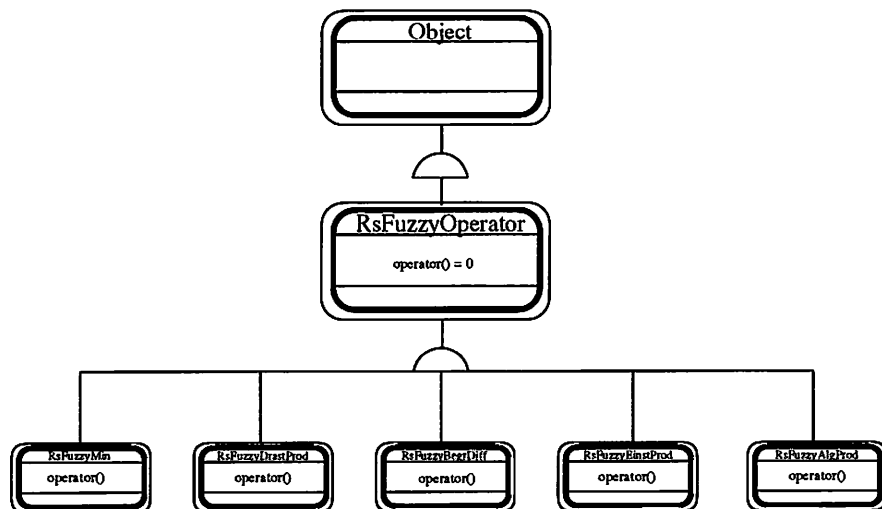 Object
RsFuzzyOperator
operator() = 0
RsFuzzyMin
RsFuzzyDrastProd
RsFuzzyBegrDiff
RsFuzzyEinstProd
RsFuzzyAlgProd
operator()
operator()
operator()
operator()
operator()